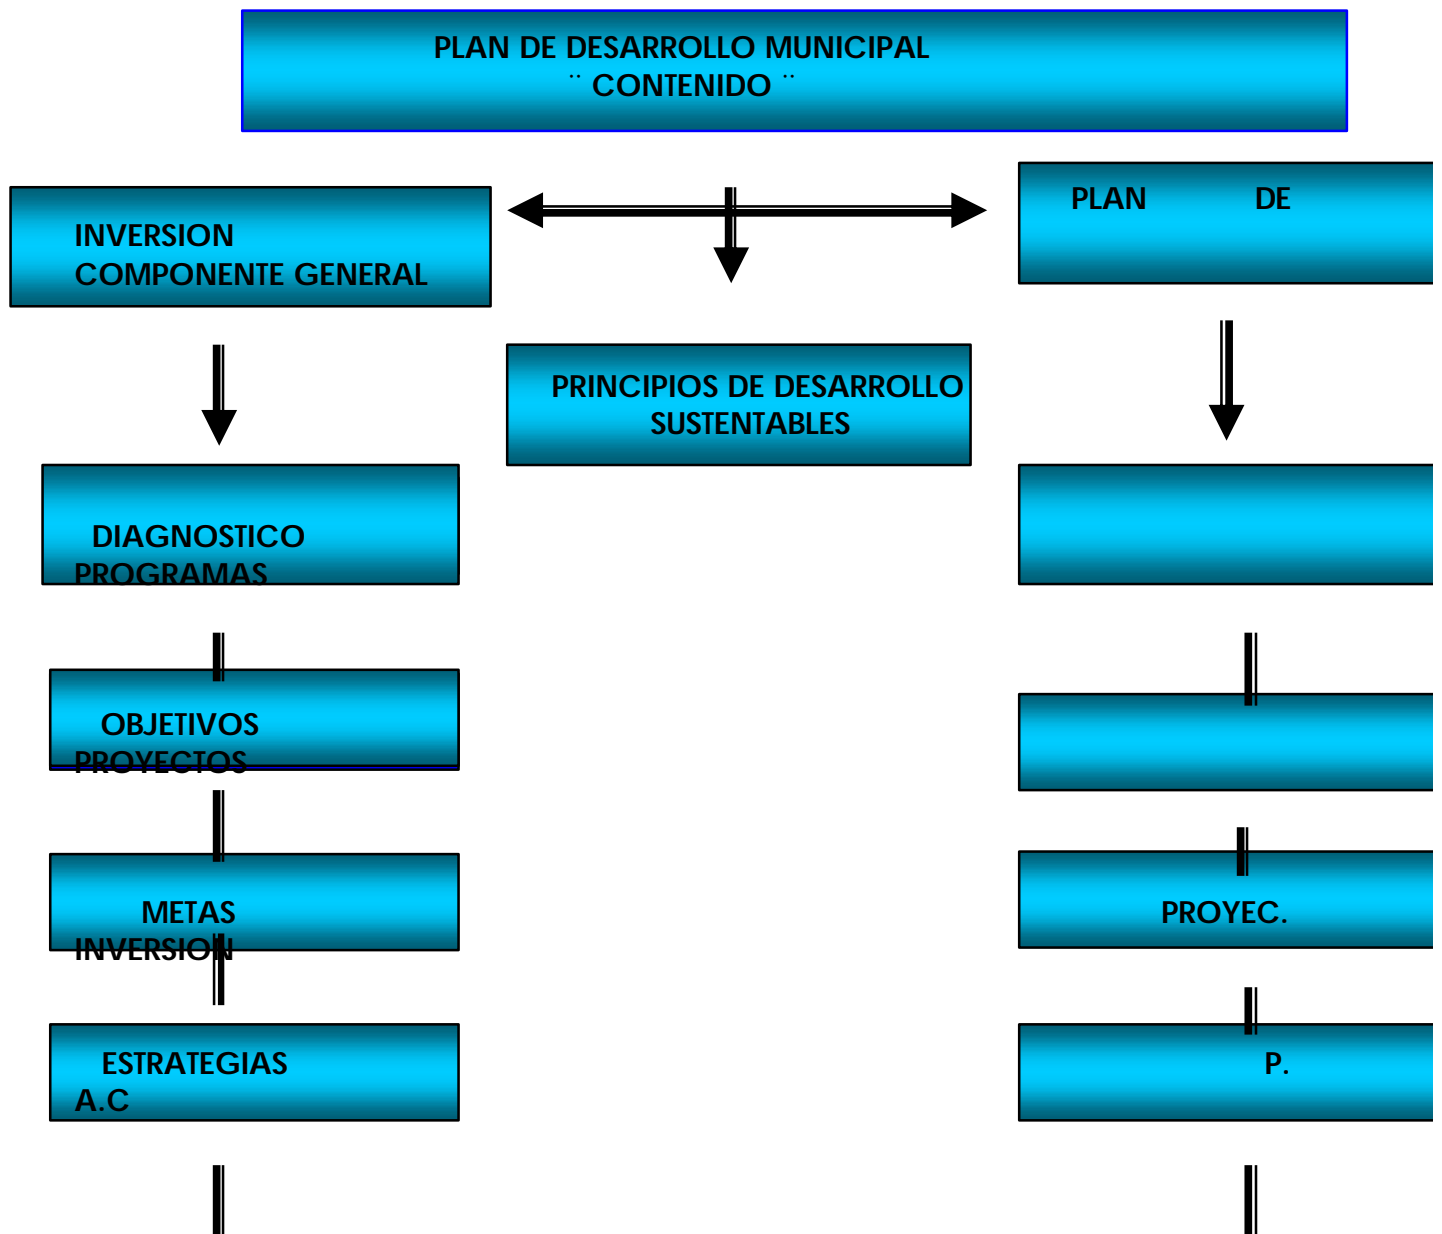 PLAN DE DESARROLLO MUNICIPAL
¨ CONTENIDO ¨
PLAN DE
INVERSION
COMPONENTE GENERAL
PRINCIPIOS DE DESARROLLO
SUSTENTABLES
DIAGNOSTICO
PROGRAMAS
OBJETIVOS
PROYECTOS
METAS
PROYEC.
INVERSION
ESTRATEGIAS
P.
A.C